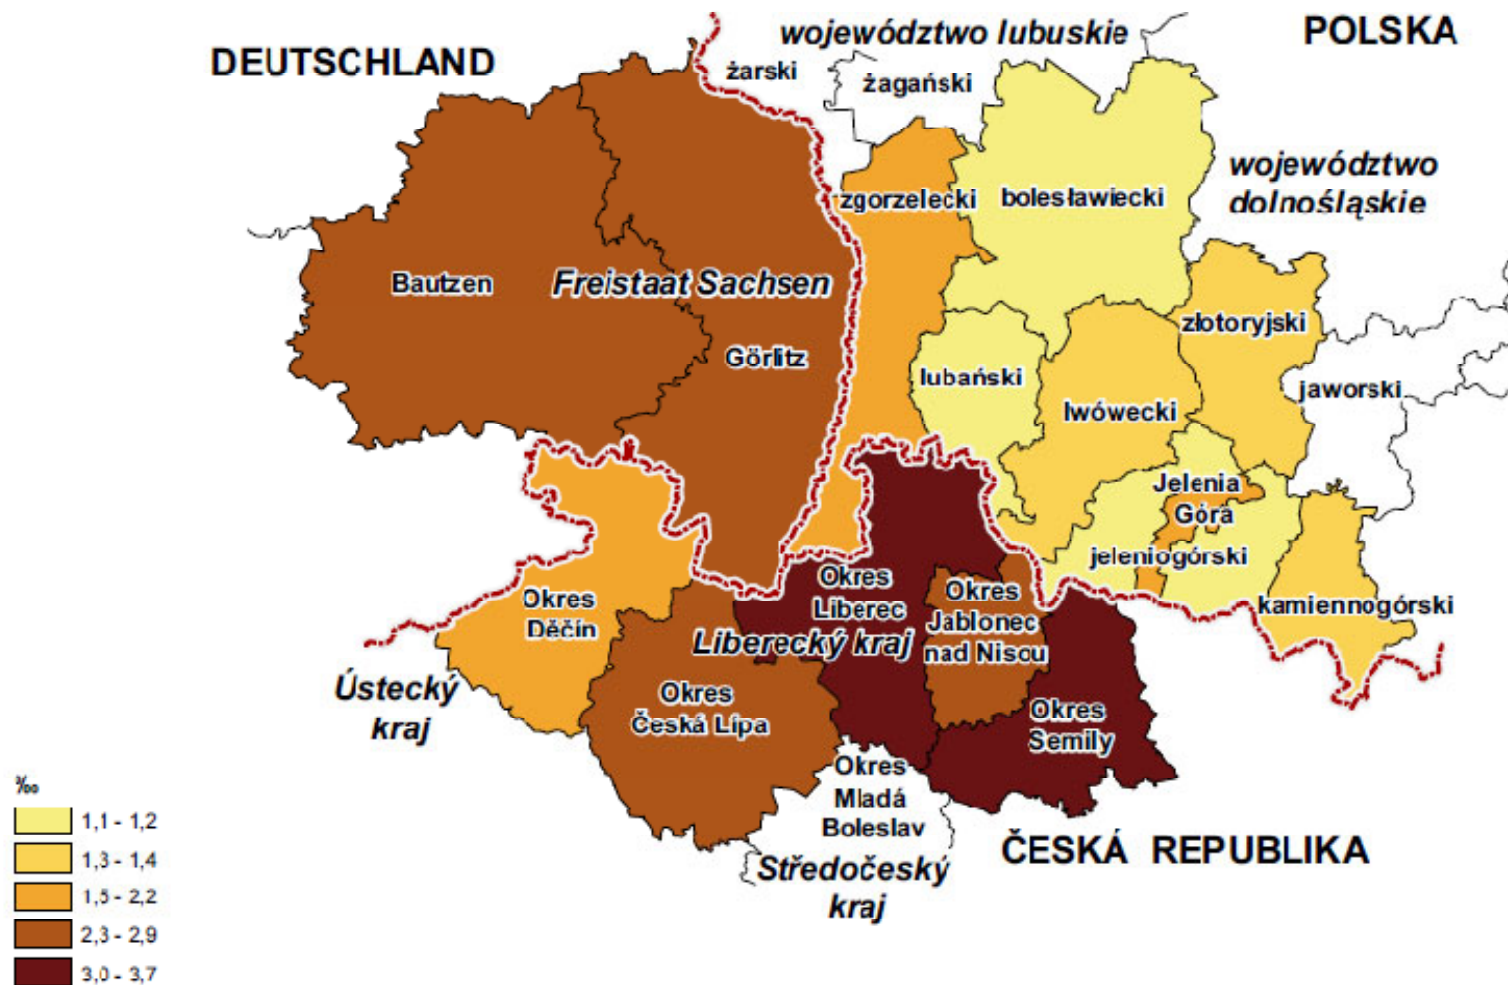 DEUTSCHLAND
województwo lubuskie
POLSKA
żarski
żagański
województwo
dolnośląskie
zgorzelecki
bolesławiecki
Bautzen
Freistaat Sachsen
złotoryjski
Görlitz
lubański
lwówecki
jaworski
Jelenia
Góra
jeleniogórski
kamiennogórski
Okres
Děčín
Okres
Liberec
Okres
Jablonec
nad Nisou
Liberecký kraj
Ústecký
kraj
Okres
Česká Lípa
Okres
Semily
Okres
Mladá
Boleslav
Středočeský
kraj
ČESKÁ REPUBLIKA
1,1 - 1,2
1,3 - 1,4
1,5 - 2,2
2,3 - 2,9
3,0 - 3,7